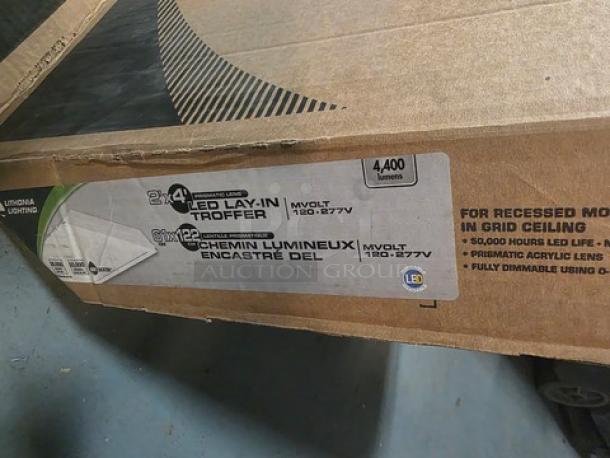 LITHONIA
LIGHTING
2'x4' PRISMATIC LENS
LED LAY-IN
TROFFER
MVOLT
120-277V
4,400
lumens
61x122 LENTILLE PRISMATIQUE
CHEMIN LUMINEUX
ENCASTRÉ DEL
MVOLT
120-277V
AUCTION GROUP
LED
FOR RECESSED MO
IN GRID CEILING
• 50,000 HOURS LED LIFE -
• PRISMATIC ACRYLIC LENS
• FULLY DIMMABLE USING 0-